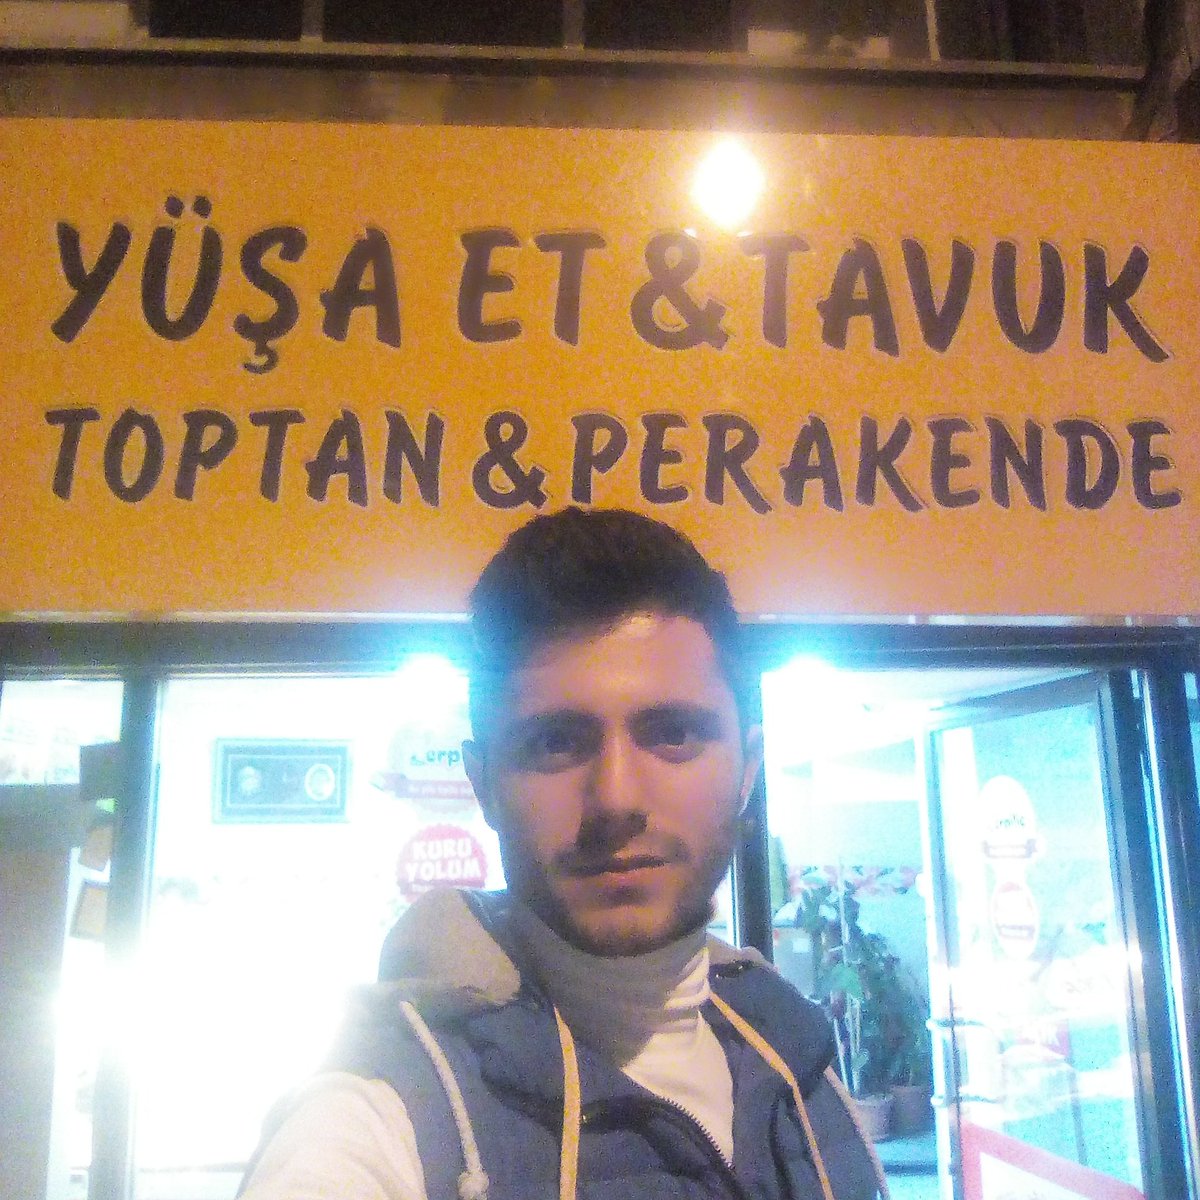 YÜŞA ET & TAVUK
TOPTAN & PERAKENDE
KURU
YOLUM